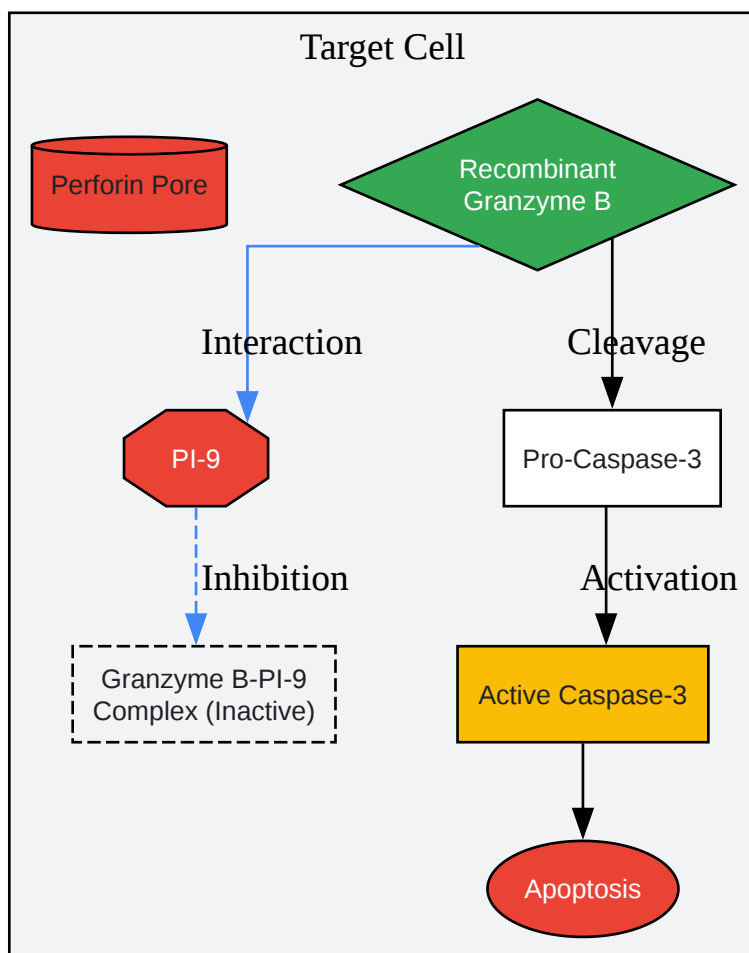 Target Cell
Perforin Pore
Recombinant
Granzyme B
Interaction
Cleavage
PI-9
Pro-Caspase-3
Inhibition
Activation
Granzyme B-PI-9
Complex (Inactive)
Active Caspase-3
Apoptosis